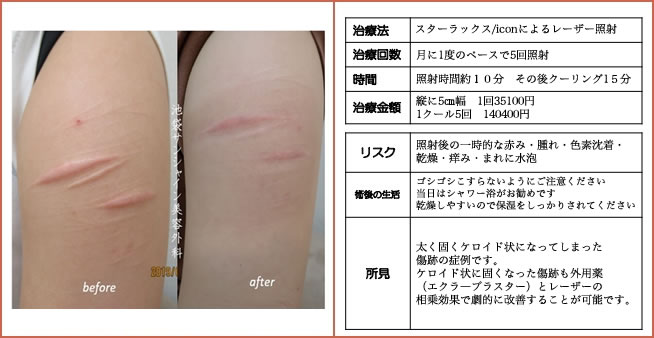 池袋サンシャイン美容外科
before
after
治療法
スターラックス/iconによるレーザー照射
治療回数
月に1度のペースで5回照射
時間
照射時間約10分 その後クーリング15分
治療金額
縦に5㎝幅 1回35100円
1クール5回 140400円
リスク
照射後の一時的な赤み・腫れ・色素沈着・
乾燥・痒み・まれに水泡
術後の生活
ゴシゴシこすらないようにご注意ください
当日はシャワー浴がお勧めです
乾燥しやすいので保湿をしっかりされてください
所見
太く固くケロイド状になってしまった
傷跡の症例です。
ケロイド状に固くなった傷跡も外用薬
(エクラープラスター)とレーザーの
相乗効果で劇的に改善することが可能です。